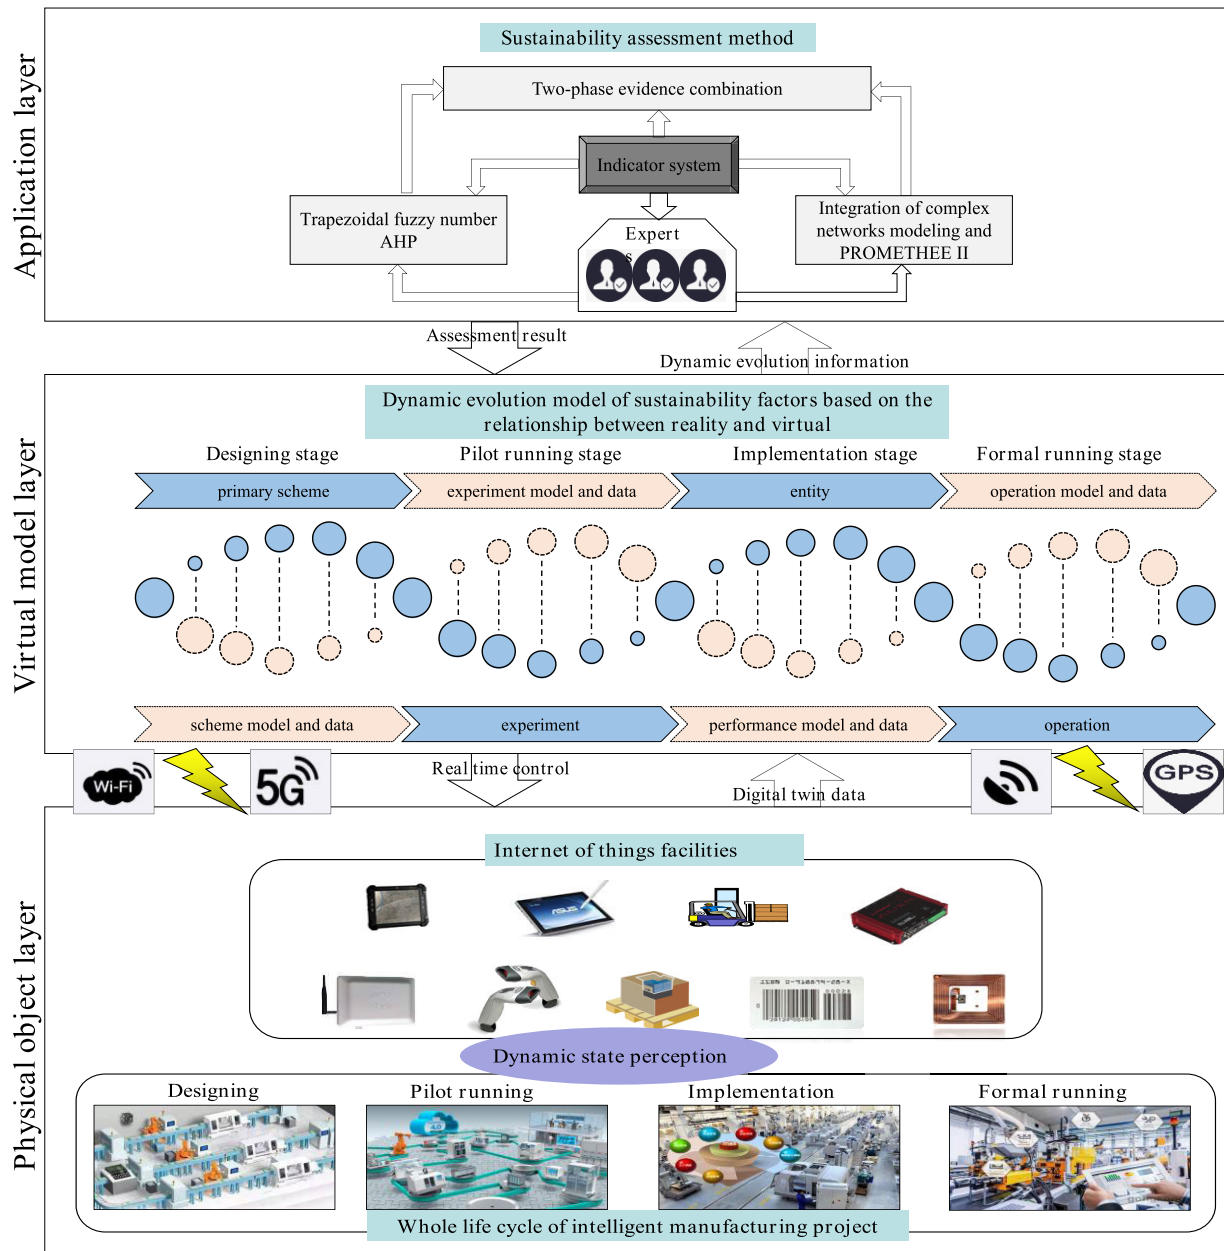 Application layer
Sustainability assessment method
Two-phase evidence combination
Indicator system
Trapezoidal fuzzy number
AHP
Expert
s
Integration of complex
networks modeling and
PROMETHEE II
Assessment result
Dynamic evolution information
Virtual model layer
Dynamic evolution model of sustainability factors based on the
relationship between reality and virtual
Designing stage
Pilot running stage
Implementation stage
Formal running stage
primary scheme
experiment model and data
entity
operation model and data
scheme model and data
experiment
performance model and data
operation
Wi-Fi
5G
Real time control
Digital twin data
GPS
Physical object layer
Internet of things facilities
ASUS
Dynamic state perception
Designing
Pilot running
Implementation
Formal running
4.0
Whole life cycle of intelligent manufacturing project